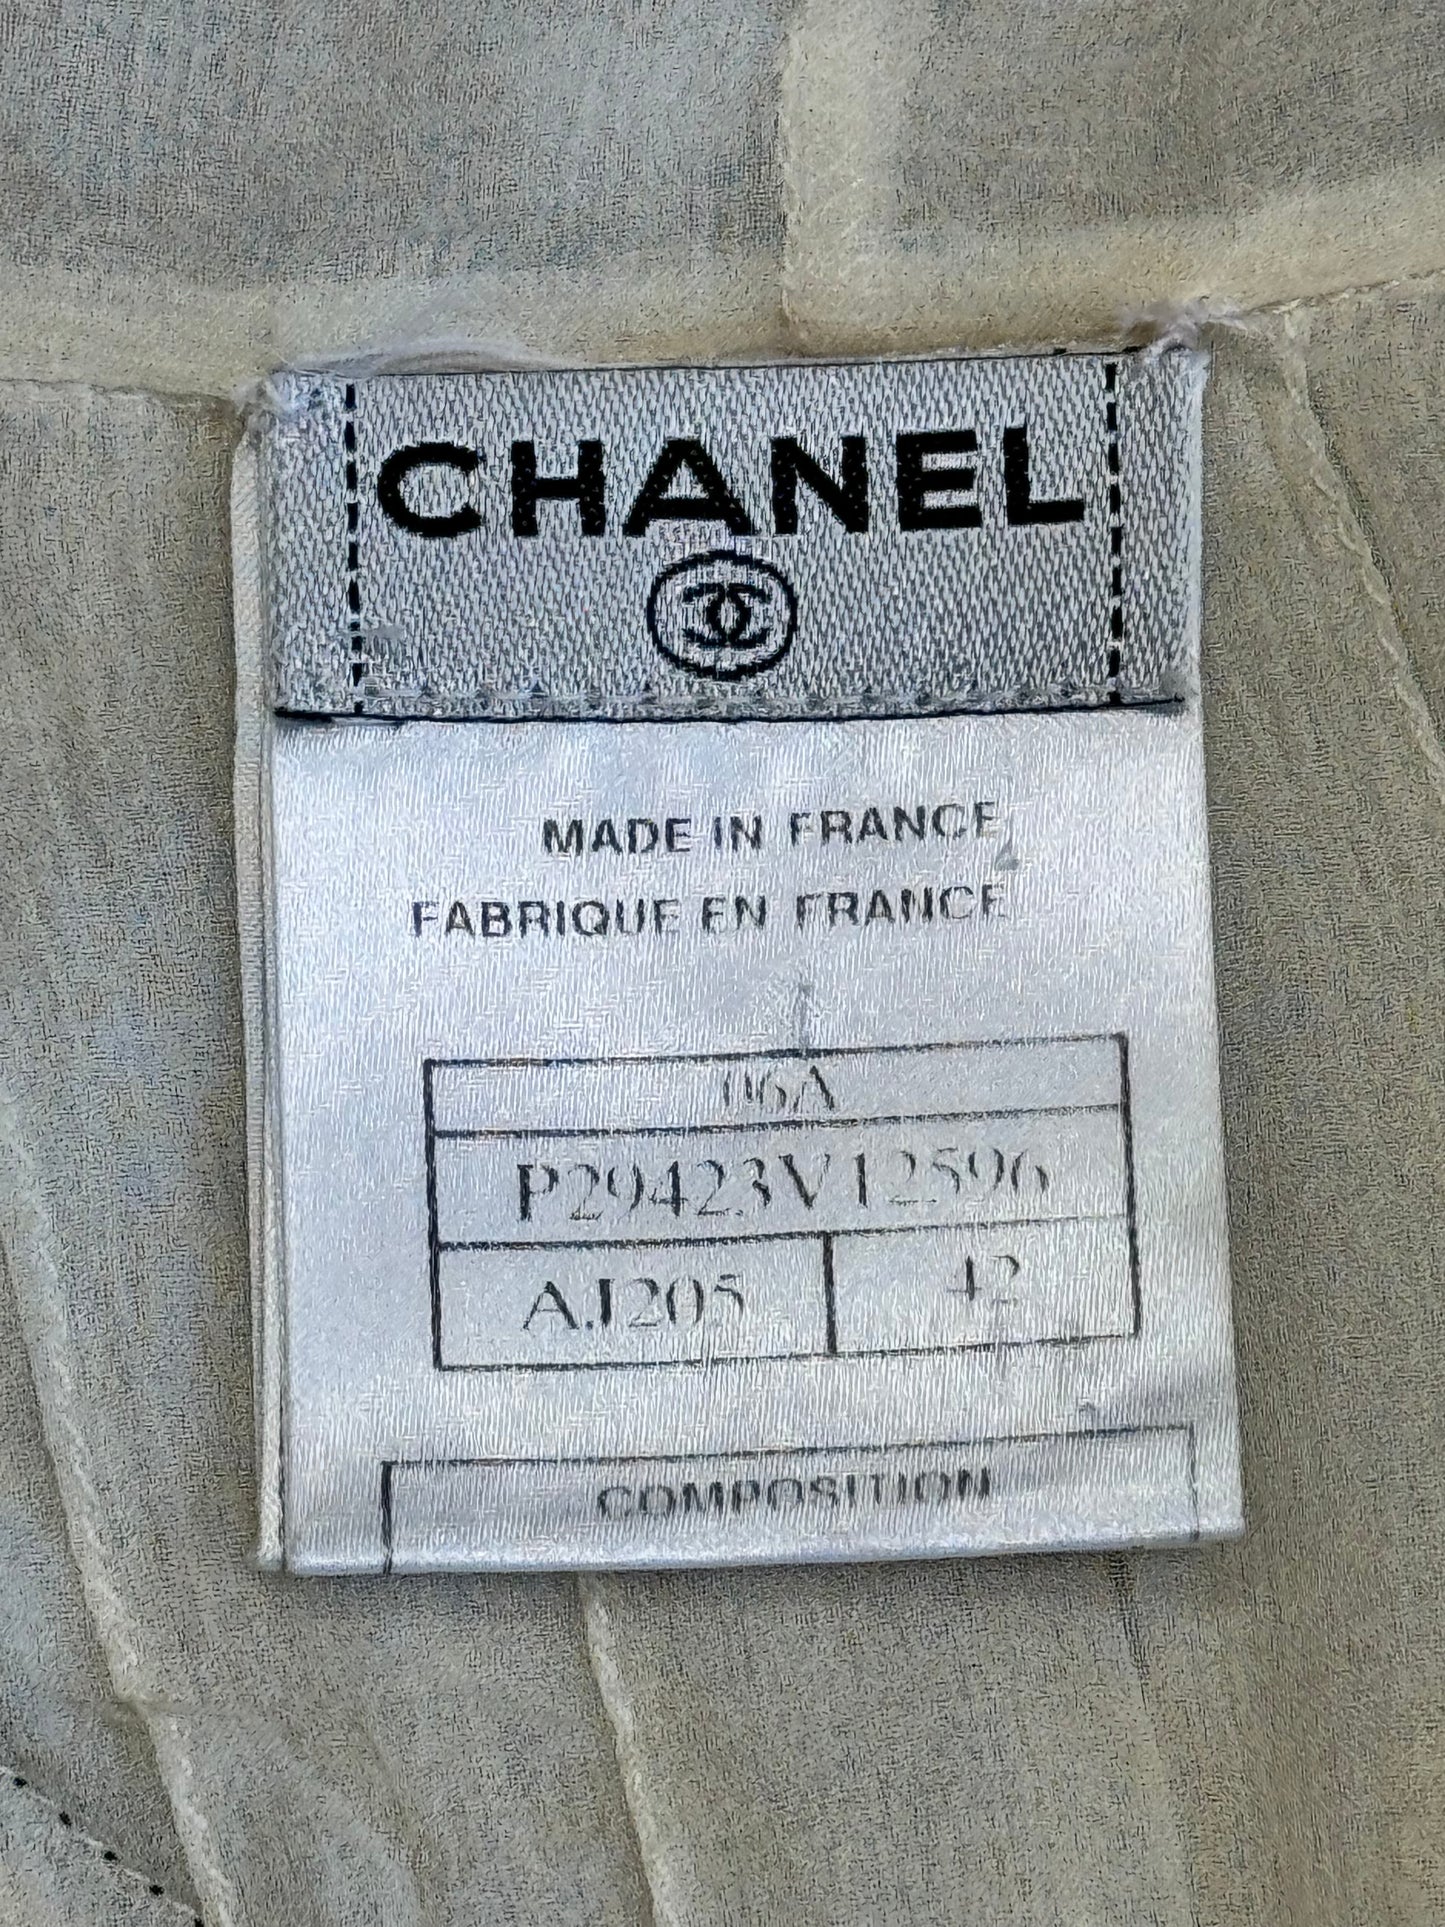 CHANEL
MADE IN FRANCE
FABRIQUE EN FRANCE
06A
P29423V12596
AJ205 42
COMPOSITION